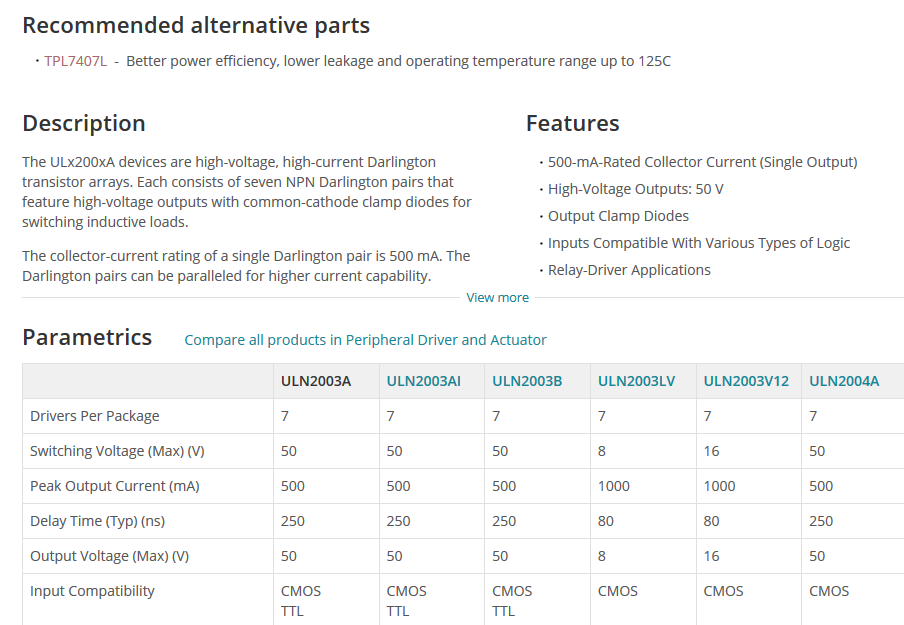 Recommended alternative parts
· TPL7407L - Better power efficiency, lower leakage and operating temperature range up to 125C
Description
The ULx200xA devices are high-voltage, high-current Darlington
transistor arrays. Each consists of seven NPN Darlington pairs that
feature high-voltage outputs with common-cathode clamp diodes for
switching inductive loads.
The collector-current rating of a single Darlington pair is 500 mA. The
Darlington pairs can be paralleled for higher current capability.
Features
· 500-mA-Rated Collector Current (Single Output)
· High-Voltage Outputs: 50 V
· Output Clamp Diodes
· Inputs Compatible With Various Types of Logic
· Relay-Driver Applications
View more
Parametrics Compare all products in Peripheral Driver and Actuator
ULN2003A ULN2003AI ULN2003B ULN2003LV ULN2003V12 ULN2004A
Drivers Per Package 7 7 7 7 7 7
Switching Voltage (Max) (V) 50 50 50 8 16 50
Peak Output Current (mA) 500 500 500 1000 1000 500
Delay Time (Typ) (ns) 250 250 250 80 80 250
Output Voltage (Max) (V) 50 50 50 8 16 50
Input Compatibility CMOS CMOS CMOS CMOS CMOS CMOS
TTL TTL TTL